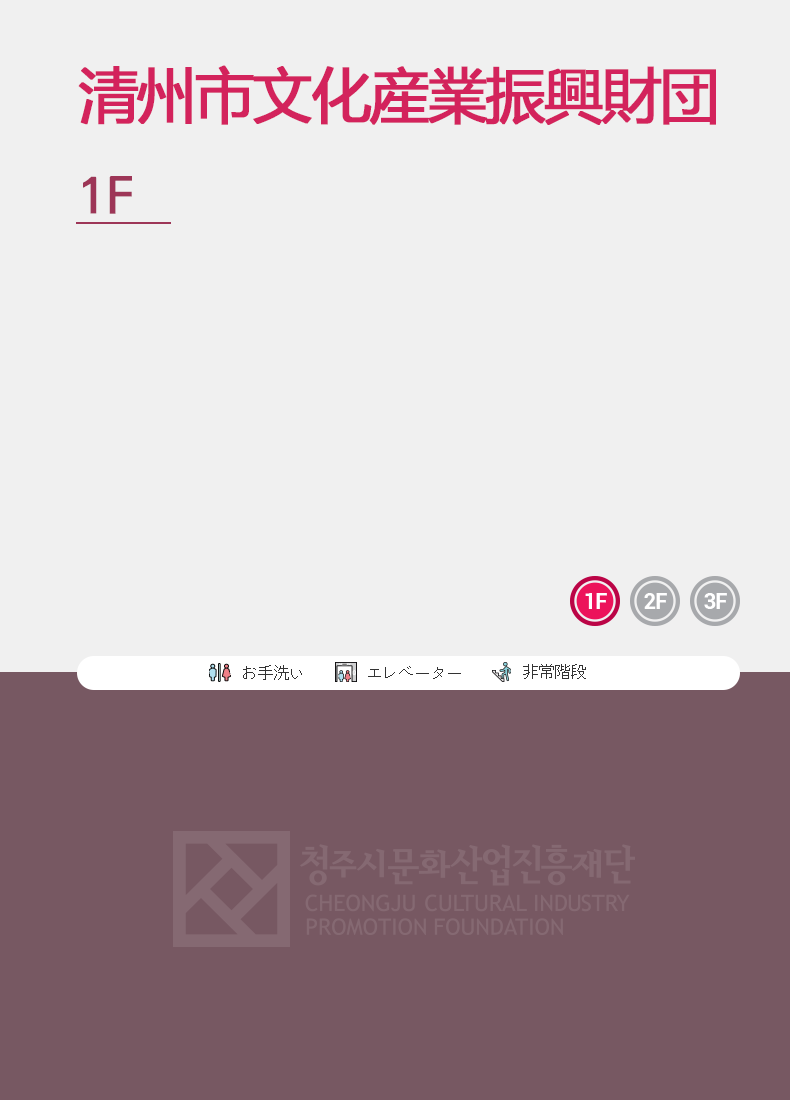 清州市文化産業振興財団
1F
1F 2F 3F
お手洗い エレベーター 非常階段
청주시문화산업진흥재단
CHEONGJU CULTURAL INDUSTRY
PROMOTION FOUNDATION